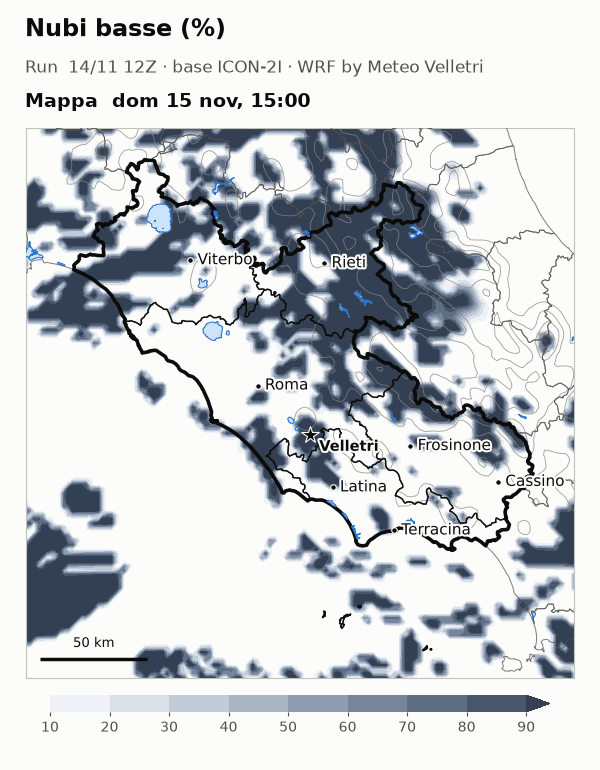 Nubi basse (%)
Run  14/11 12Z · base ICON-2I · WRF by Meteo Velletri
Mappa  dom 15 nov, 15:00
Viterbo
Rieti
Roma
Velletri
Frosinone
Cassino
Latina
Terracina
50 km
10 20 30 40 50 60 70 80 90